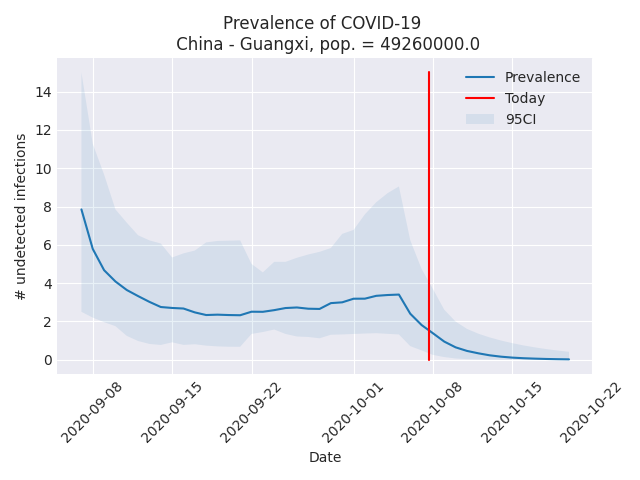 Prevalence of COVID-19
China - Guangxi, pop. = 49260000.0
Prevalence
Today
95CI
# undetected infections
14
12
10
8
6
4
2
0
2020-09-08
2020-09-15
2020-09-22
2020-10-01
2020-10-08
2020-10-15
2020-10-22
Date